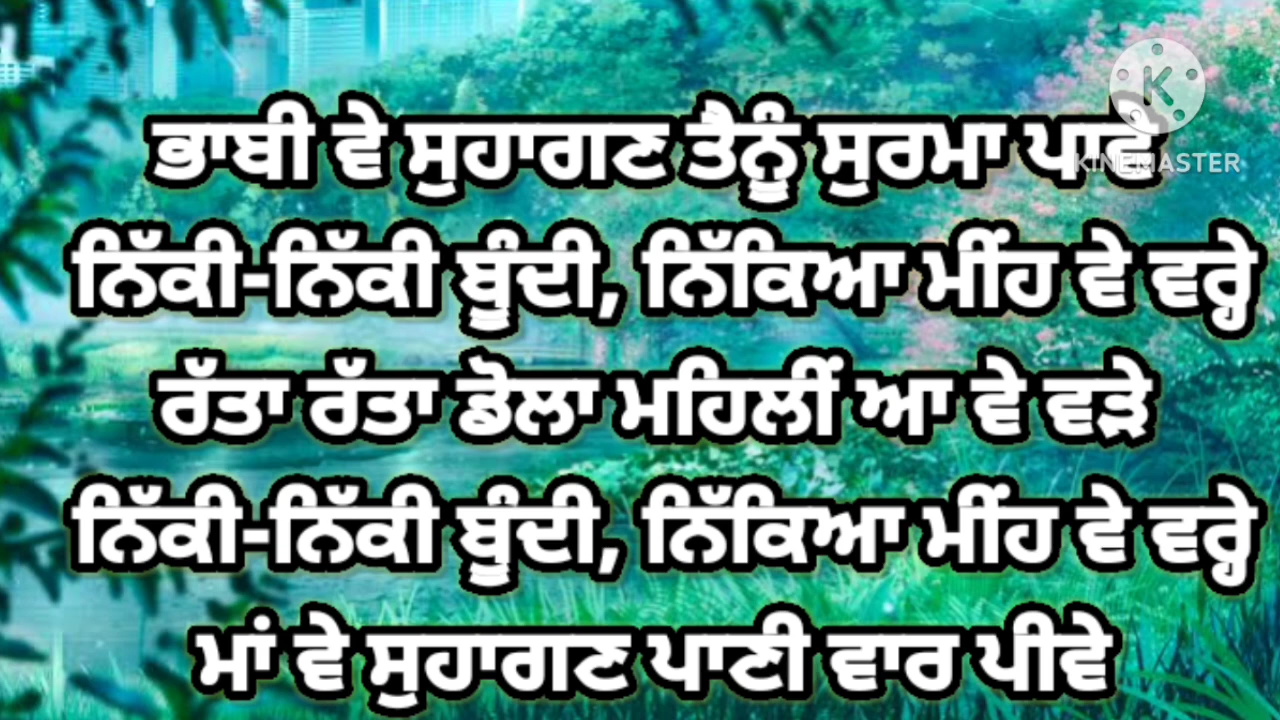 ਭਾਬੀ ਵੇ ਸੁਹਾਗਣ ਤੈਨੂੰ ਸੁਰਮਾ ਪਾਵੇ
KINEMASTER
ਨਿੱਕੀ-ਨਿੱਕੀ ਬੂੰਦੀ, ਨਿੱਕਿਆ ਮੀਂਹ ਵੇ ਵਰ੍ਹੇ
ਰੱਤਾ ਰੱਤਾ ਡੋਲਾ ਮਹਿਲੀਂ ਆ ਵੇ ਵੜੇ
ਨਿੱਕੀ-ਨਿੱਕੀ ਬੂੰਦੀ, ਨਿੱਕਿਆ ਮੀਂਹ ਵੇ ਵਰ੍ਹੇ
ਮਾਂ ਵੇ ਸੁਹਾਗਣ ਪਾਣੀ ਵਾਰ ਪੀਵੇ